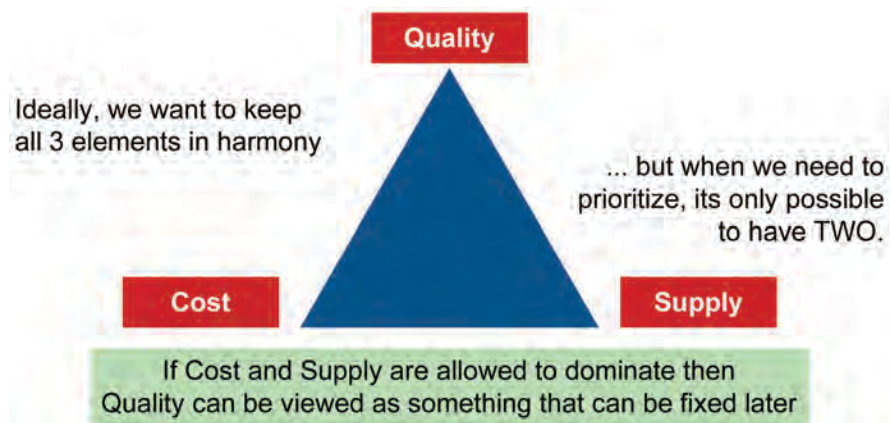 Quality
Ideally, we want to keep
all 3 elements in harmony
... but when we need to
prioritize, its only possible
to have TWO.
Cost
Supply
If Cost and Supply are allowed to dominate then
Quality can be viewed as something that can be fixed later